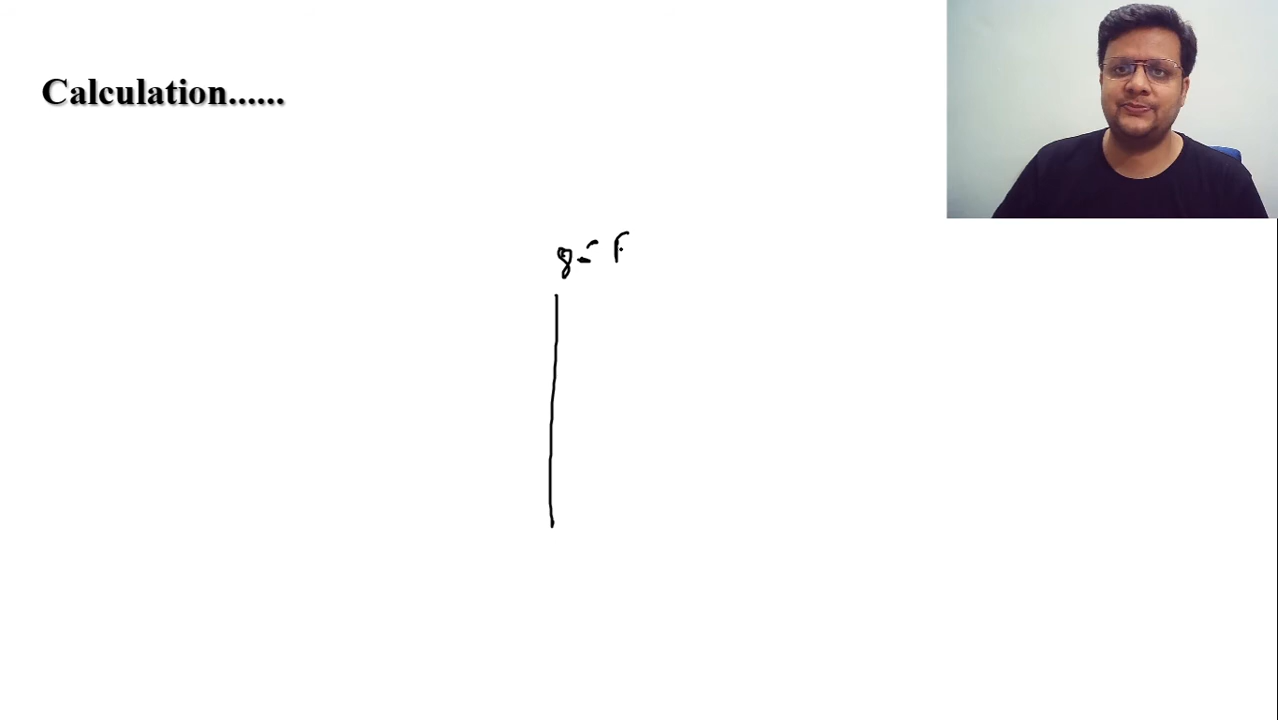 Calculation......
g = F